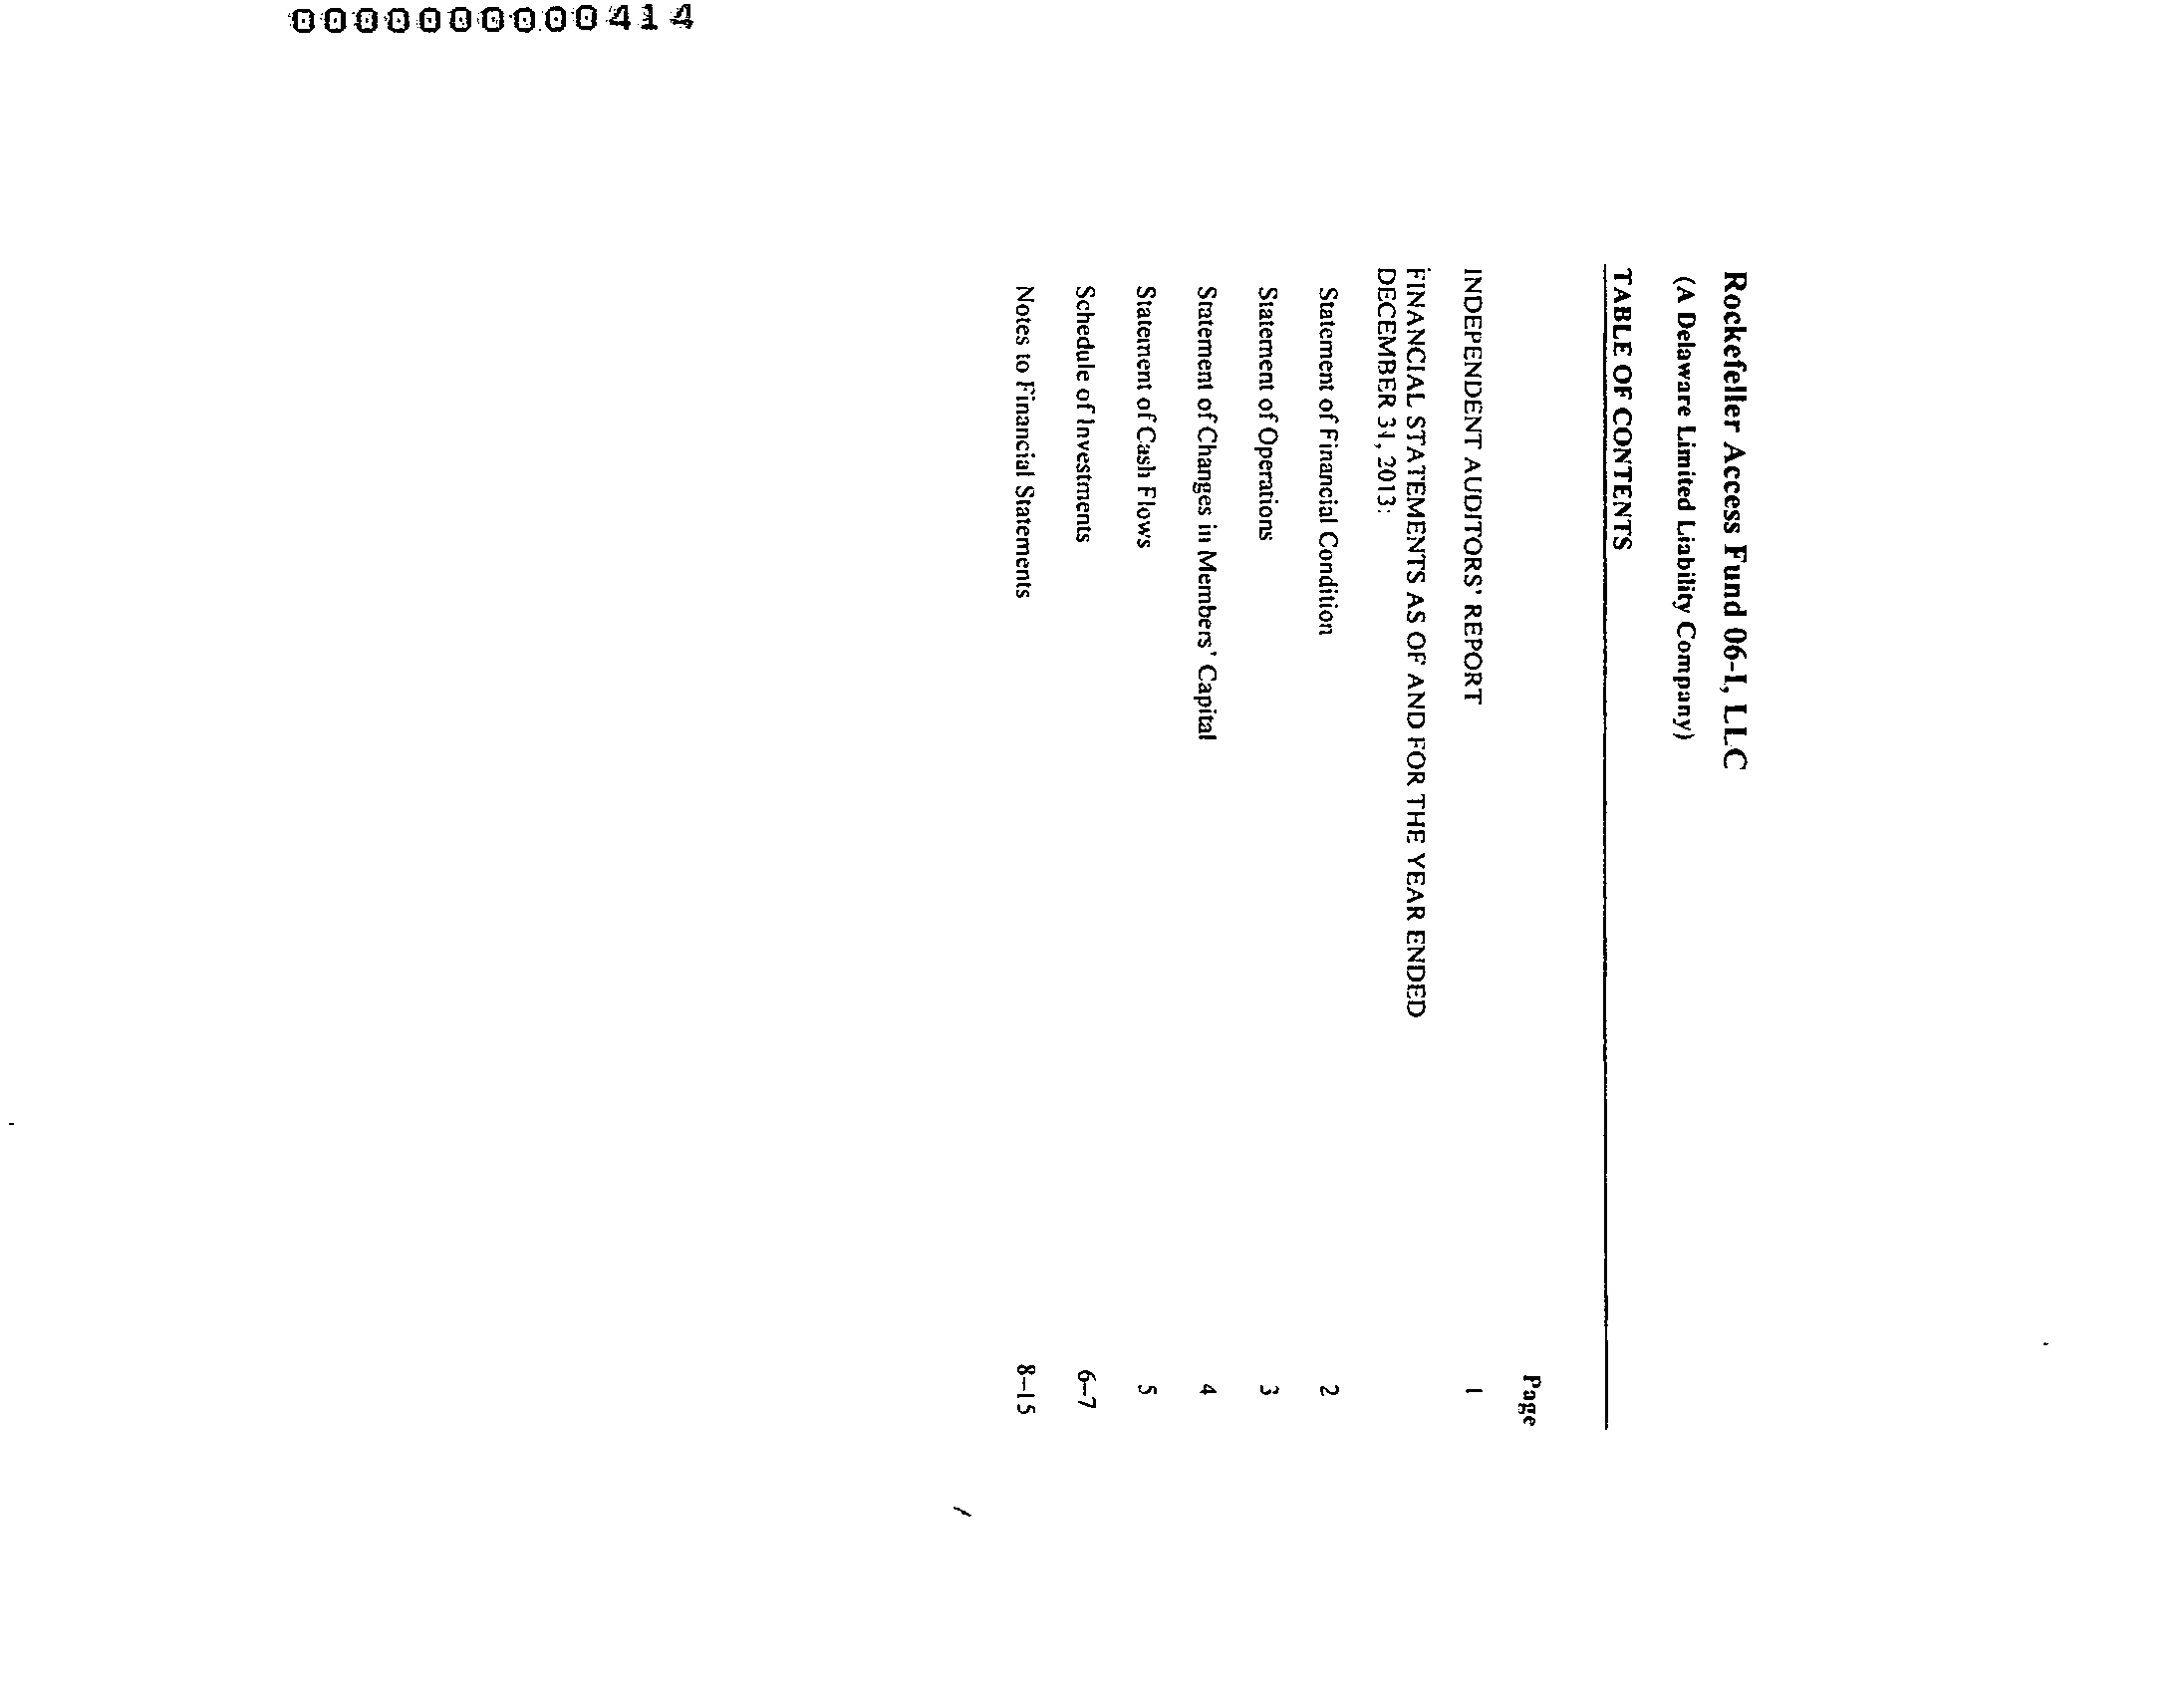 0000000000414
Rockefeller Access Fund 06-I, LLC
(A Delaware Limited Liability Company)
TABLE OF CONTENTS
Page
INDEPENDENT AUDITORS' REPORT 1
FINANCIAL STATEMENTS AS OF AND FOR THE YEAR ENDED
DECEMBER 31, 2013:
Statement of Financial Condition 2
Statement of Operations 3
Statement of Changes in Members' Capital 4
Statement of Cash Flows 5
Schedule of Investments 6–7
Notes to Financial Statements 8–15